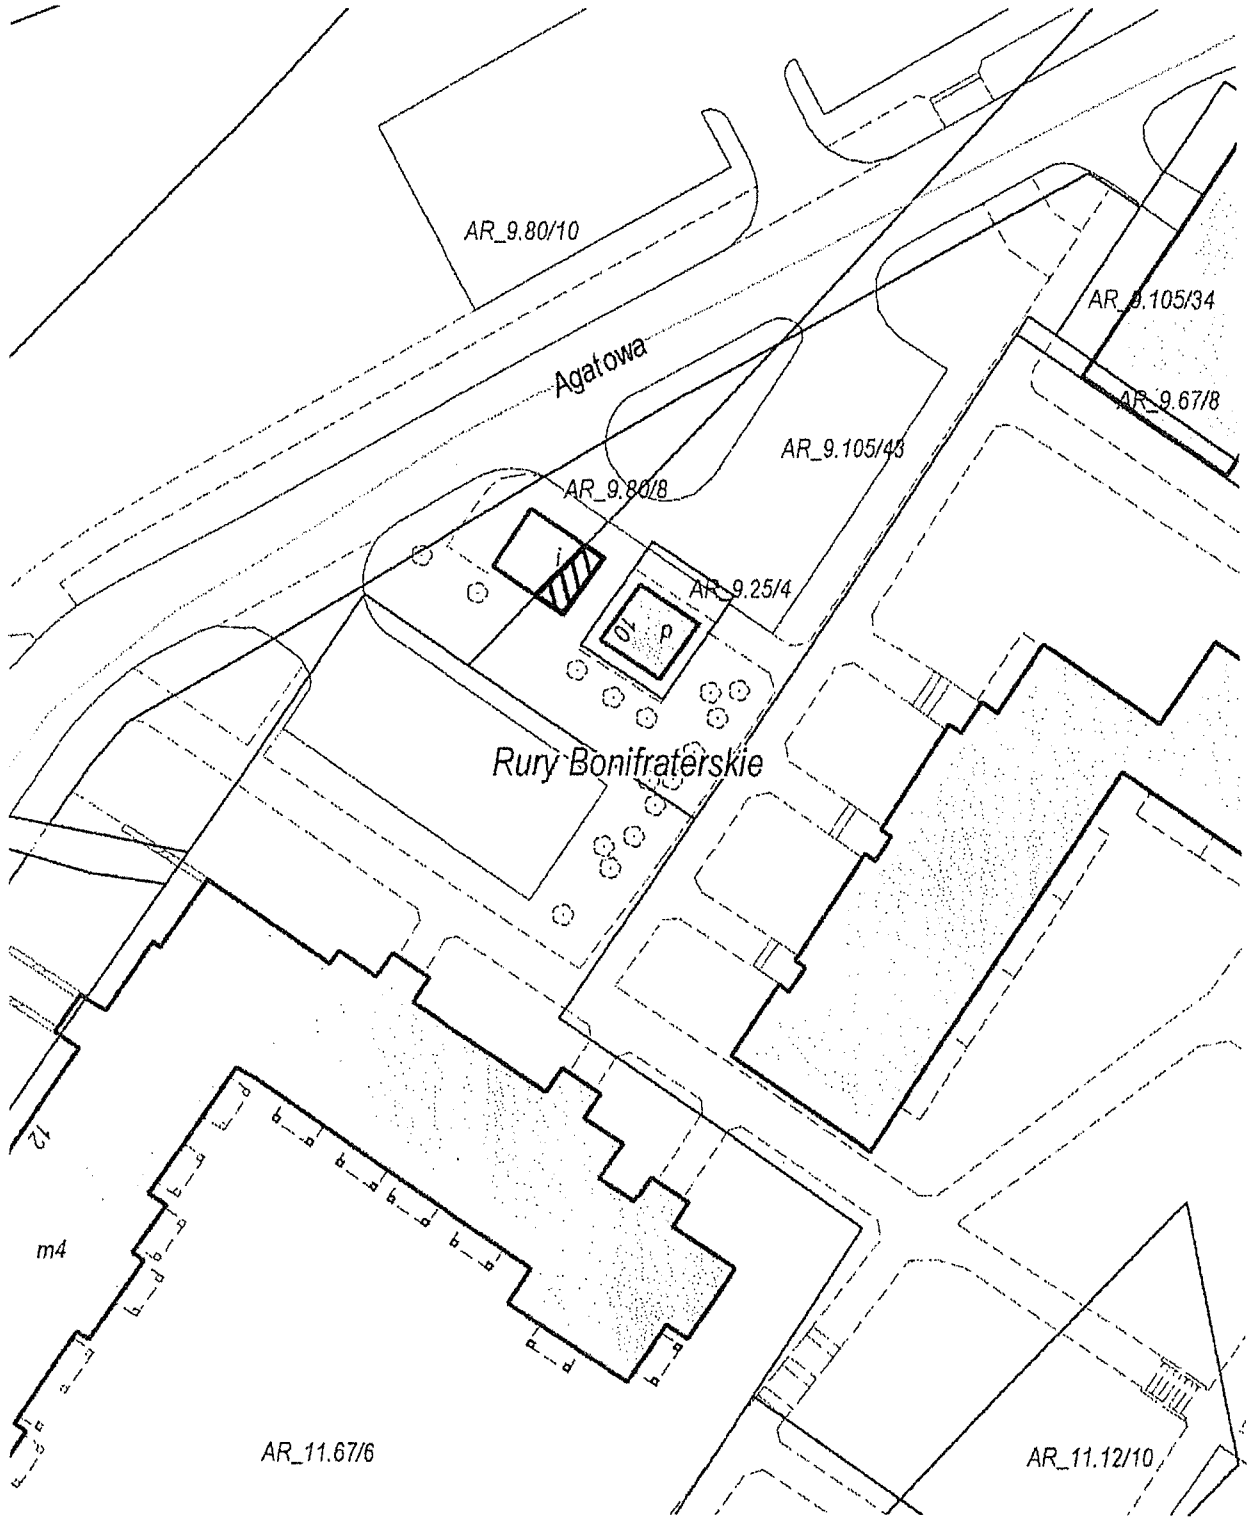 AR_9.80/10
AR_9.105/34
Agatowa
AR_9.67/8
AR_9.105/43
AR_9.80/8
i
AR_9.25/4
10
p
Rury Bonifraterskie
12
m4
AR_11.67/6
AR_11.12/10